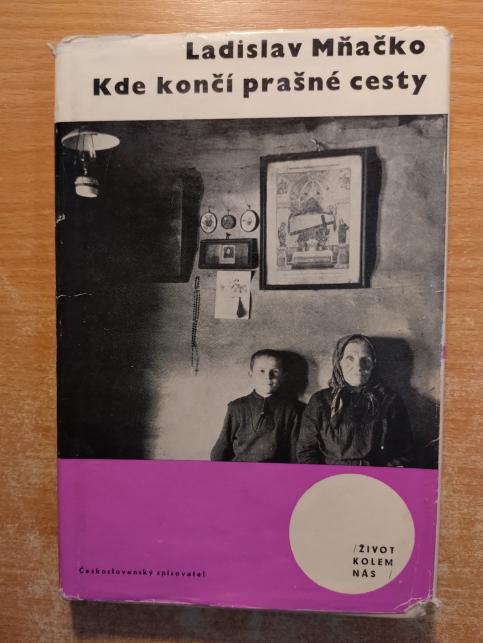 Ladislav Mňačko
Kde končí prašné cesty
/ŽIVOT
KOLEM
NÁS /
Československý spisovatel